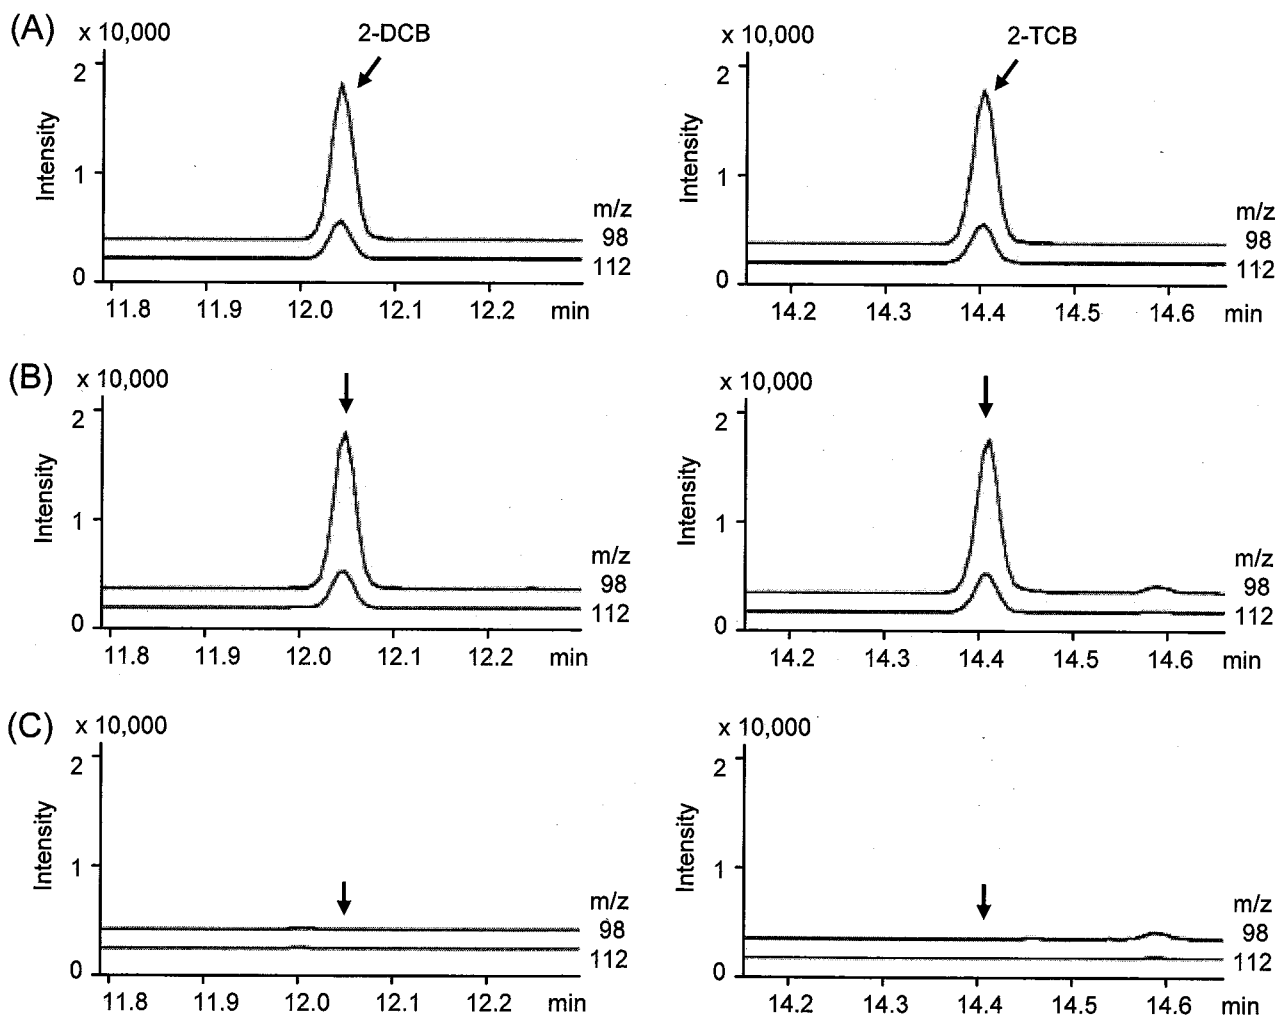 (A) x 10,000 2-DCB
2
Intensity
1
m/z
98
112
0
11.8 11.9 12.0 12.1 12.2 min
x 10,000 2-TCB
2
Intensity
1
m/z
98
112
0
14.2 14.3 14.4 14.5 14.6 min
(B) x 10,000
2
Intensity
1
m/z
98
112
0
11.8 11.9 12.0 12.1 12.2 min
x 10,000
2
Intensity
1
m/z
98
112
0
14.2 14.3 14.4 14.5 14.6 min
(C) x 10,000
2
Intensity
1
m/z
98
112
0
11.8 11.9 12.0 12.1 12.2 min
x 10,000
2
Intensity
1
m/z
98
112
0
14.2 14.3 14.4 14.5 14.6 min